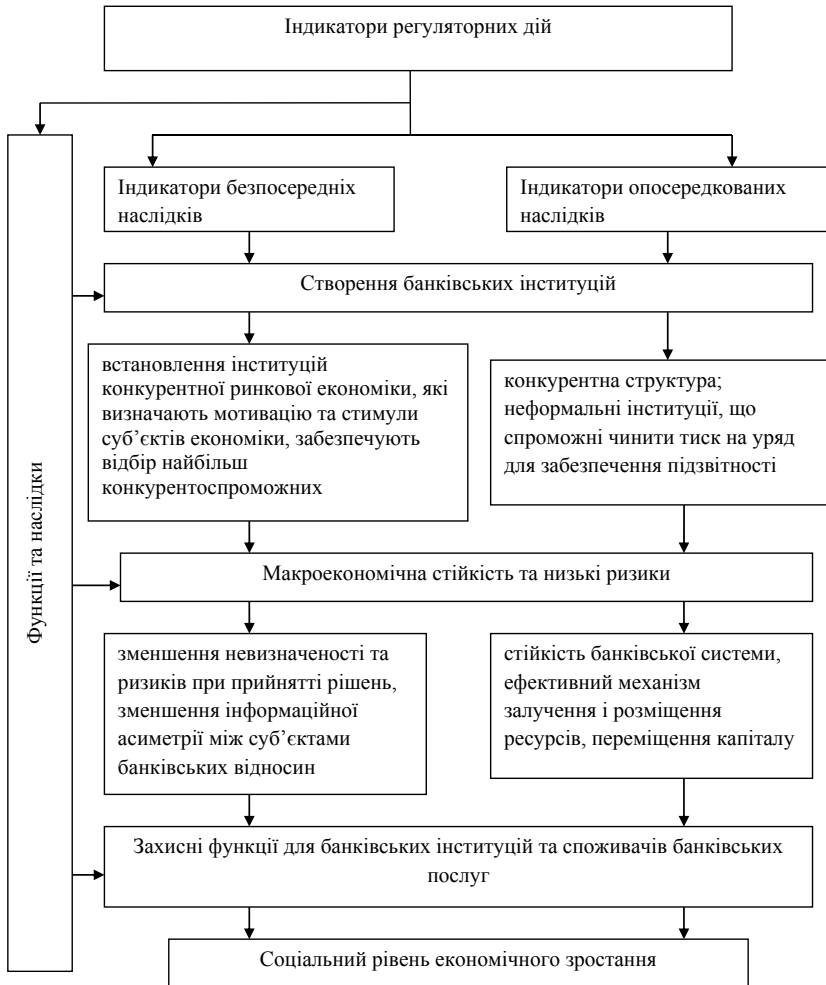 Індикатори регуляторних дій
Функції та наслідки
Індикатори безпосередніх
наслідків
Індикатори опосередкованих
наслідків
Створення банківських інституцій
встановлення інституцій
конкурентної ринкової економіки, які
визначають мотивацію та стимули
суб’єктів економіки, забезпечують
відбір найбільш
конкурентоспроможних
конкурентна структура;
неформальні інституції, що
спроможні чинити тиск на уряд
для забезпечення підзвітності
Макроекономічна стійкість та низькі ризики
зменшення невизначеності та
ризиків при прийнятті рішень,
зменшення інформаційної
асиметрії між суб’єктами
банківських відносин
стійкість банківської системи,
ефективний механізм
залучення і розміщення
ресурсів, переміщення капіталу
Захисні функції для банківських інституцій та споживачів банківських
послуг
Соціальний рівень економічного зростання